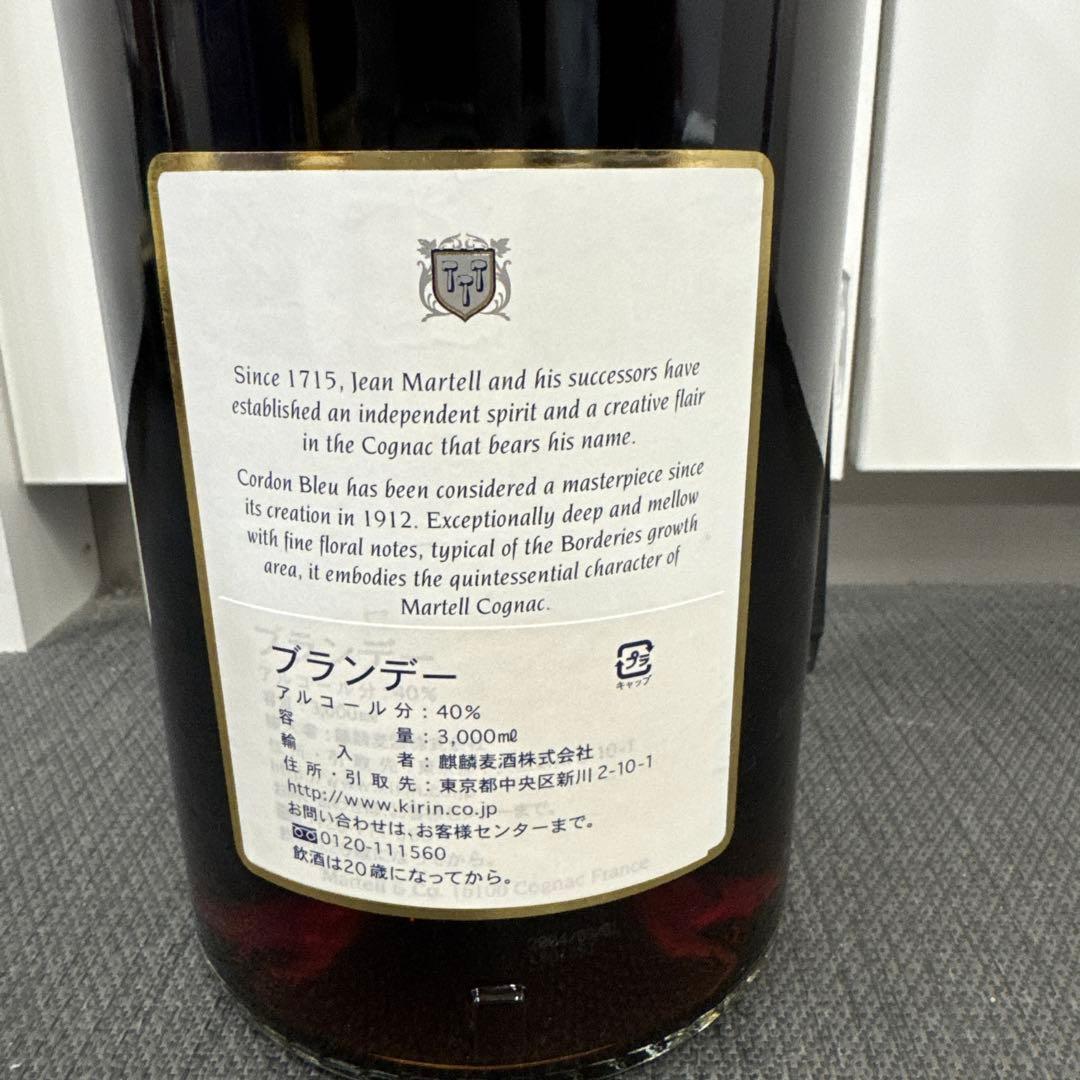 Since 1715, Jean Martell and his successors have
established an independent spirit and a creative flair
in the Cognac that bears his name.
Cordon Bleu has been considered a masterpiece since
its creation in 1912. Exceptionally deep and mellow
with fine floral notes, typical of the Borderies growth
area, it embodies the quintessential character of
Martell Cognac.
ブランデー
プラ
キャップ
アルコール分：40%
容量：3,000mℓ
輸入者：麒麟麦酒株式会社
住所・引取先：東京都中央区新川2-10-1
http://www.kirin.co.jp
お問い合わせは、お客様センターまで。
0120-111560
飲酒は20歳になってから。
Martell & Co. 16100 Cognac France